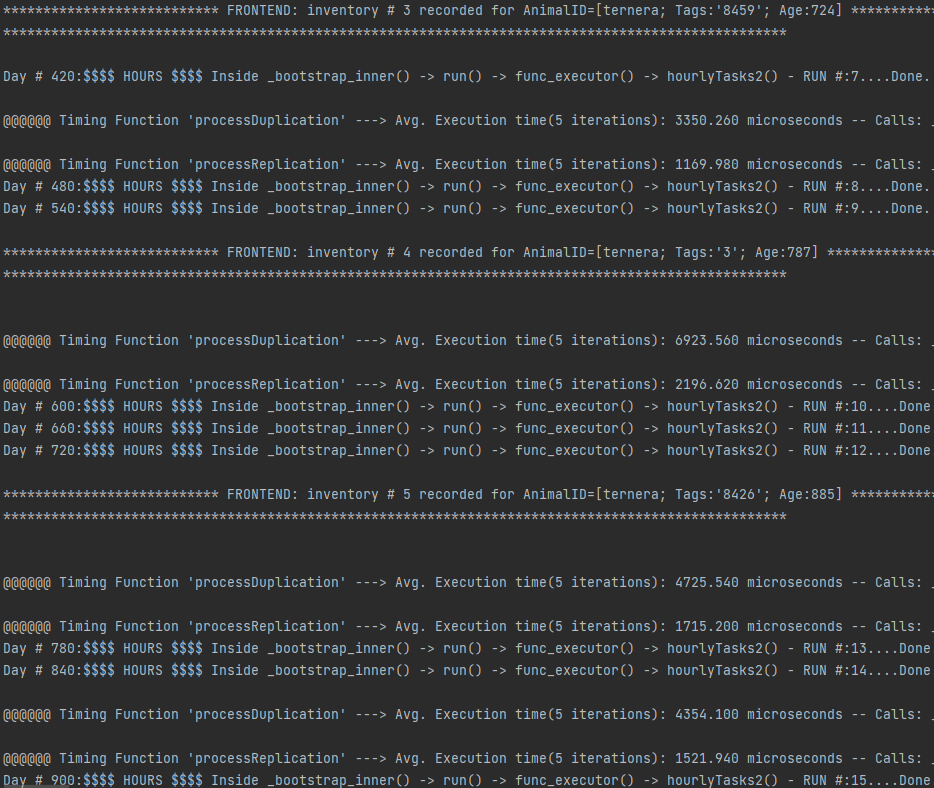 *************************** FRONTEND: inventory # 3 recorded for AnimalID=[ternera; Tags:'8459'; Age:724] **********
**************************************************************************************************
Day # 420:$$$$ HOURS $$$$ Inside _bootstrap_inner() -> run() -> func_executor() -> hourlyTasks2() - RUN #:7....Done.
@@@@@@ Timing Function 'processDuplication' ---> Avg. Execution time(5 iterations): 3350.260 microseconds -- Calls: _
@@@@@@ Timing Function 'processReplication' ---> Avg. Execution time(5 iterations): 1169.980 microseconds -- Calls: _
Day # 480:$$$$ HOURS $$$$ Inside _bootstrap_inner() -> run() -> func_executor() -> hourlyTasks2() - RUN #:8....Done.
Day # 540:$$$$ HOURS $$$$ Inside _bootstrap_inner() -> run() -> func_executor() -> hourlyTasks2() - RUN #:9....Done.
*************************** FRONTEND: inventory # 4 recorded for AnimalID=[ternera; Tags:'3'; Age:787] *************
**************************************************************************************************
@@@@@@ Timing Function 'processDuplication' ---> Avg. Execution time(5 iterations): 6923.560 microseconds -- Calls: _
@@@@@@ Timing Function 'processReplication' ---> Avg. Execution time(5 iterations): 2196.620 microseconds -- Calls: _
Day # 600:$$$$ HOURS $$$$ Inside _bootstrap_inner() -> run() -> func_executor() -> hourlyTasks2() - RUN #:10....Done
Day # 660:$$$$ HOURS $$$$ Inside _bootstrap_inner() -> run() -> func_executor() -> hourlyTasks2() - RUN #:11....Done
Day # 720:$$$$ HOURS $$$$ Inside _bootstrap_inner() -> run() -> func_executor() -> hourlyTasks2() - RUN #:12....Done
*************************** FRONTEND: inventory # 5 recorded for AnimalID=[ternera; Tags:'8426'; Age:885] **********
**************************************************************************************************
@@@@@@ Timing Function 'processDuplication' ---> Avg. Execution time(5 iterations): 4725.540 microseconds -- Calls: _
@@@@@@ Timing Function 'processReplication' ---> Avg. Execution time(5 iterations): 1715.200 microseconds -- Calls: _
Day # 780:$$$$ HOURS $$$$ Inside _bootstrap_inner() -> run() -> func_executor() -> hourlyTasks2() - RUN #:13....Done
Day # 840:$$$$ HOURS $$$$ Inside _bootstrap_inner() -> run() -> func_executor() -> hourlyTasks2() - RUN #:14....Done
@@@@@@ Timing Function 'processDuplication' ---> Avg. Execution time(5 iterations): 4354.100 microseconds -- Calls: _
@@@@@@ Timing Function 'processReplication' ---> Avg. Execution time(5 iterations): 1521.940 microseconds -- Calls: _
Day # 900:$$$$ HOURS $$$$ Inside _bootstrap_inner() -> run() -> func_executor() -> hourlyTasks2() - RUN #:15....Done